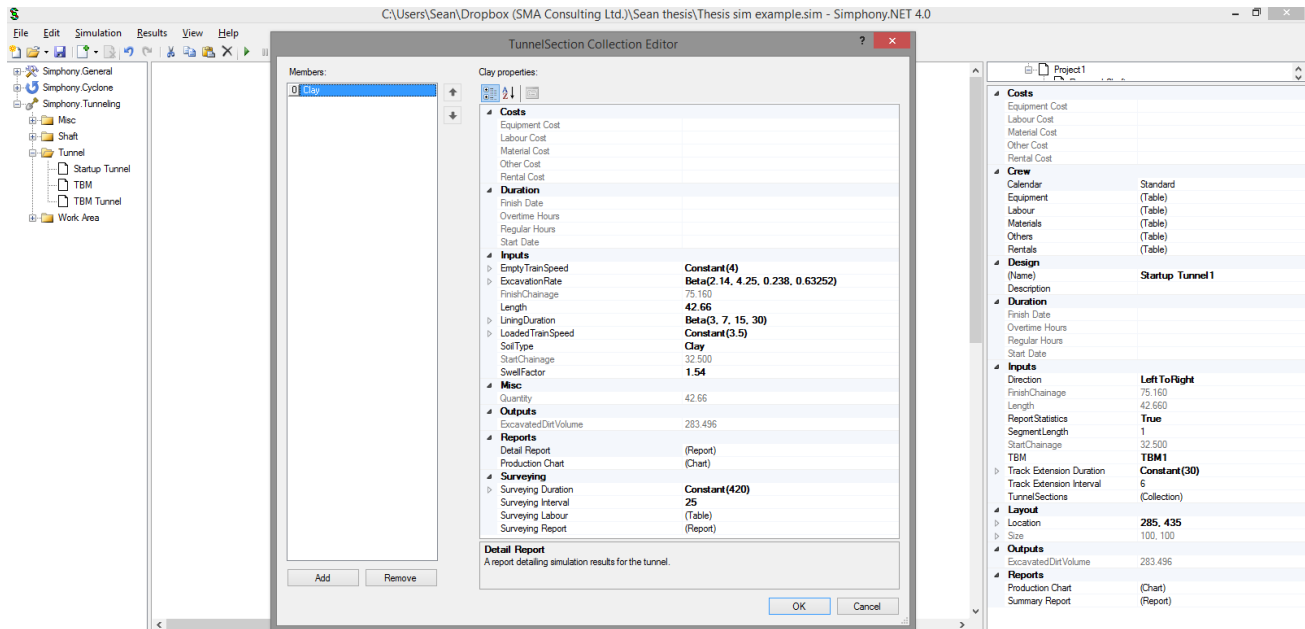 C:\Users\Sean\Dropbox (SMA Consulting Ltd.)\Sean thesis\Thesis sim example.sim - Simphony.NET 4.0
File Edit Simulation Results View Help
Simphony.General
Simphony.Cyclone
Simphony.Tunneling
Misc
Shaft
Tunnel
Startup Tunnel
TBM
TBM Tunnel
Work Area
TunnelSection Collection Editor
?
Members:
0 Clay
Add Remove
Clay properties:
Costs
Equipment Cost
Labour Cost
Material Cost
Other Cost
Rental Cost
Duration
Finish Date
Overtime Hours
Regular Hours
Start Date
Inputs
EmptyTrainSpeed Constant(4)
ExcavationRate Beta(2.14, 4.25, 0.238, 0.63252)
FinishChainage 75.160
Length 42.66
LiningDuration Beta(3, 7, 15, 30)
LoadedTrainSpeed Constant(3.5)
SoilType Clay
StartChainage 32.500
SwellFactor 1.54
Misc
Quantity 42.66
Outputs
ExcavatedDirtVolume 283.496
Reports
Detail Report (Report)
Production Chart (Chart)
Surveying
Surveying Duration Constant(420)
Surveying Interval 25
Surveying Labour (Table)
Surveying Report (Report)
Detail Report
A report detailing simulation results for the tunnel.
OK Cancel
Project1
Costs
Equipment Cost
Labour Cost
Material Cost
Other Cost
Rental Cost
Crew
Calendar Standard
Equipment (Table)
Labour (Table)
Materials (Table)
Others (Table)
Rentals (Table)
Design
(Name) Startup Tunnel1
Description
Duration
Finish Date
Overtime Hours
Regular Hours
Start Date
Inputs
Direction LeftToRight
FinishChainage 75.160
Length 42.660
ReportStatistics True
SegmentLength 1
StartChainage 32.500
TBM TBM1
Track Extension Duration Constant(30)
Track Extension Interval 6
TunnelSections (Collection)
Layout
Location 285, 435
Size 100, 100
Outputs
ExcavatedDirtVolume 283.496
Reports
Production Chart (Chart)
Summary Report (Report)